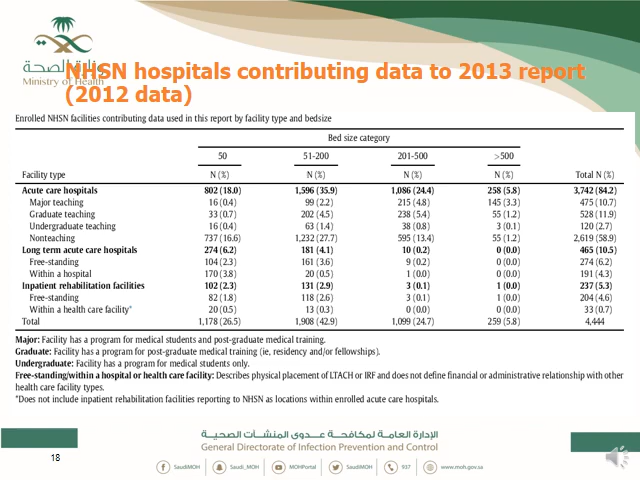 وزارة الصحة
Ministry of Health
NHSN hospitals contributing data to 2013 report
(2012 data)
Enrolled NHSN facilities contributing data used in this report by facility type and bedsize
Bed size category
50 51-200 201-500 >500
Facility type N (%) N (%) N (%) N (%) Total N (%)
Acute care hospitals 802 (18.0) 1,596 (35.9) 1,086 (24.4) 258 (5.8) 3,742 (84.2)
Major teaching 16 (0.4) 99 (2.2) 215 (4.8) 145 (3.3) 475 (10.7)
Graduate teaching 33 (0.7) 202 (4.5) 238 (5.4) 55 (1.2) 528 (11.9)
Undergraduate teaching 16 (0.4) 63 (1.4) 38 (0.8) 3 (0.1) 120 (2.7)
Nonteaching 737 (16.6) 1,232 (27.7) 595 (13.4) 55 (1.2) 2,619 (58.9)
Long term acute care hospitals 274 (6.2) 181 (4.1) 10 (0.2) 0 (0.0) 465 (10.5)
Free-standing 104 (2.3) 161 (3.6) 9 (0.2) 0 (0.0) 274 (6.2)
Within a hospital 170 (3.8) 20 (0.5) 1 (0.0) 0 (0.0) 191 (4.3)
Inpatient rehabilitation facilities 102 (2.3) 131 (2.9) 3 (0.1) 1 (0.0) 237 (5.3)
Free-standing 82 (1.8) 118 (2.6) 3 (0.1) 1 (0.0) 204 (4.6)
Within a health care facility* 20 (0.5) 13 (0.3) 0 (0.0) 0 (0.0) 33 (0.7)
Total 1,178 (26.5) 1,908 (42.9) 1,099 (24.7) 259 (5.8) 4,444
Major: Facility has a program for medical students and post-graduate medical training.
Graduate: Facility has a program for post-graduate medical training (ie, residency and/or fellowships).
Undergraduate: Facility has a program for medical students only.
Free-standing/within a hospital or health care facility: Describes physical placement of LTACH or IRF and does not define financial or administrative relationship with other
health care facility types.
*Does not include inpatient rehabilitation facilities reporting to NHSN as locations within enrolled acute care hospitals.
الإدارة العامة لمكافحة عدوى المنشآت الصحية
General Directorate of Infection Prevention and Control
18
SaudiMOH Saudi_MOH MOHPortal SaudiMOH 937 www.moh.gov.sa